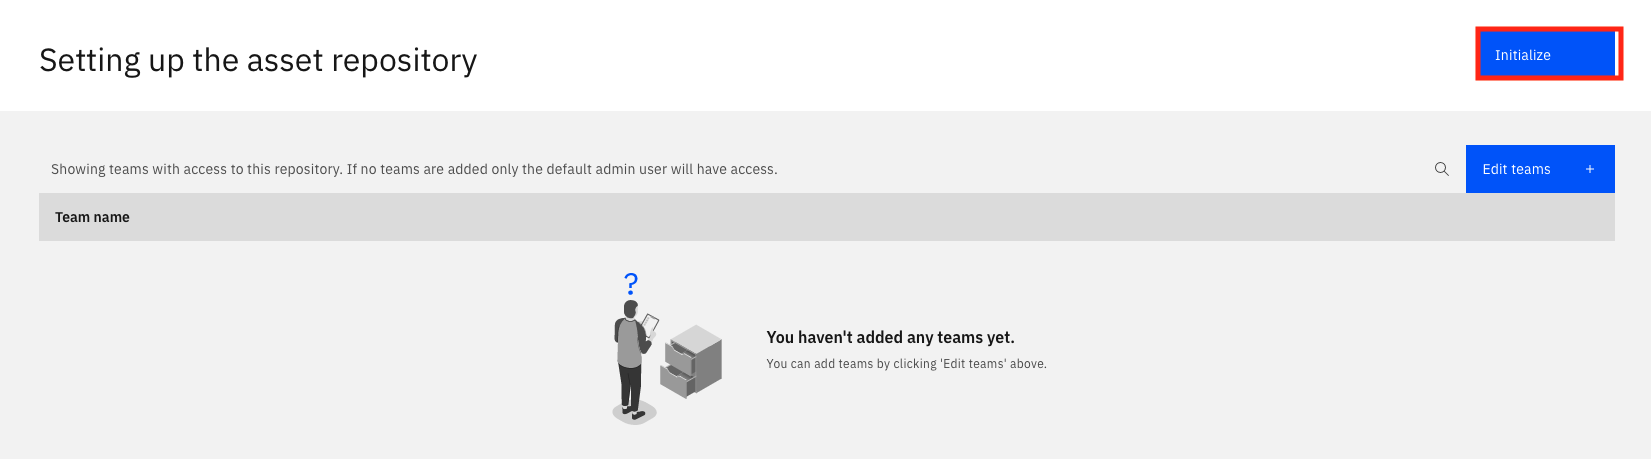 Setting up the asset repository
Initialize
Showing teams with access to this repository. If no teams are added only the default admin user will have access.
Edit teams +
Team name
?
You haven't added any teams yet.
You can add teams by clicking 'Edit teams' above.